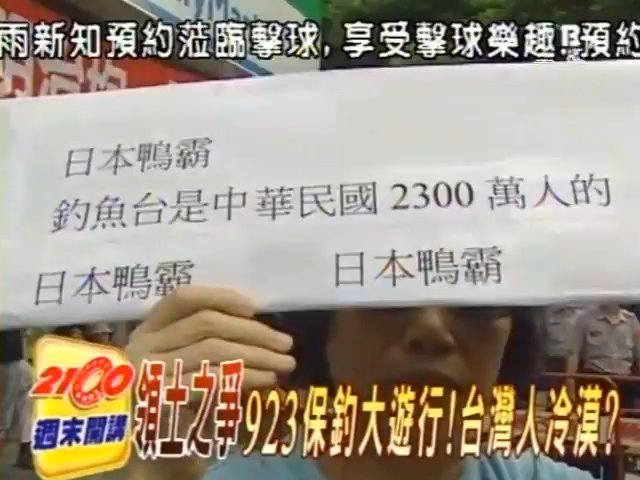 雨新知預約蒞臨擊球,享受擊球樂趣!預約
日本鴨霸
釣魚台是中華民國 2300 萬人的
日本鴨霸
日本鴨霸
2100
週末開講
領土之爭 923保釣大遊行!台灣人冷漠?